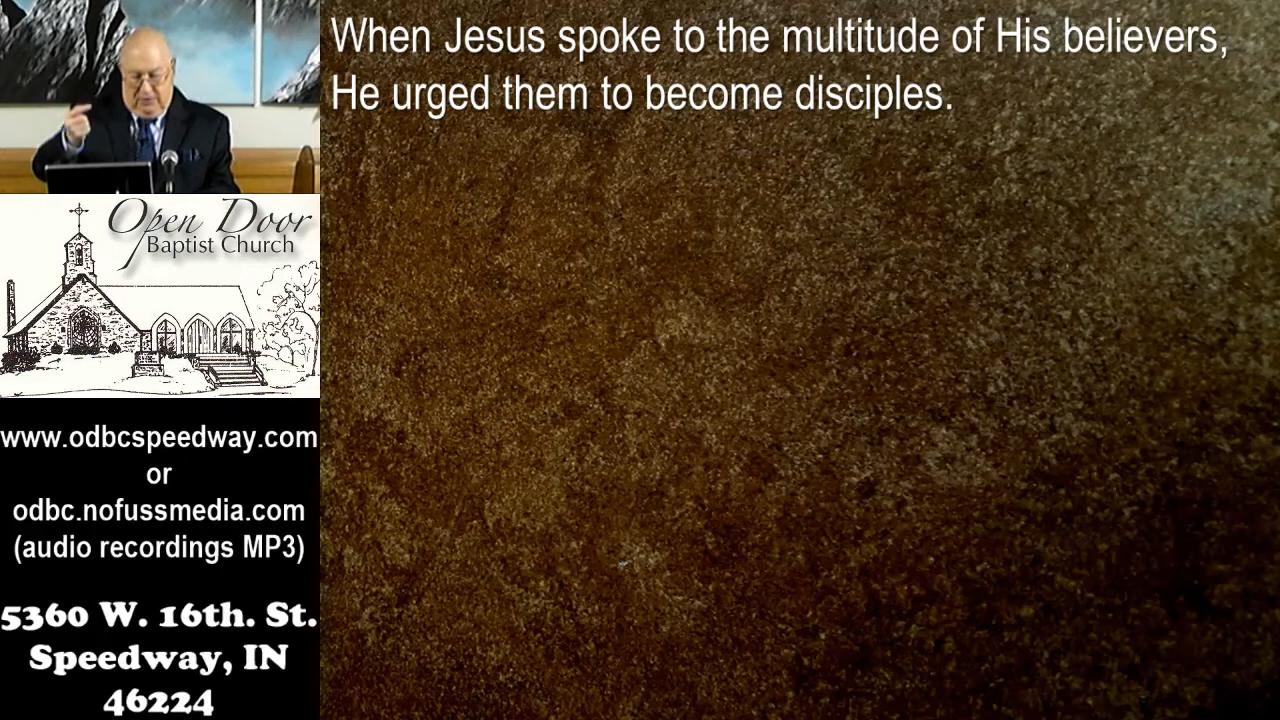 When Jesus spoke to the multitude of His believers,
He urged them to become disciples.
Open Door
Baptist Church
www.odbcspeedway.com
or
odbc.nofussmedia.com
(audio recordings MP3)
5360 W. 16th. St.
Speedway, IN
46224